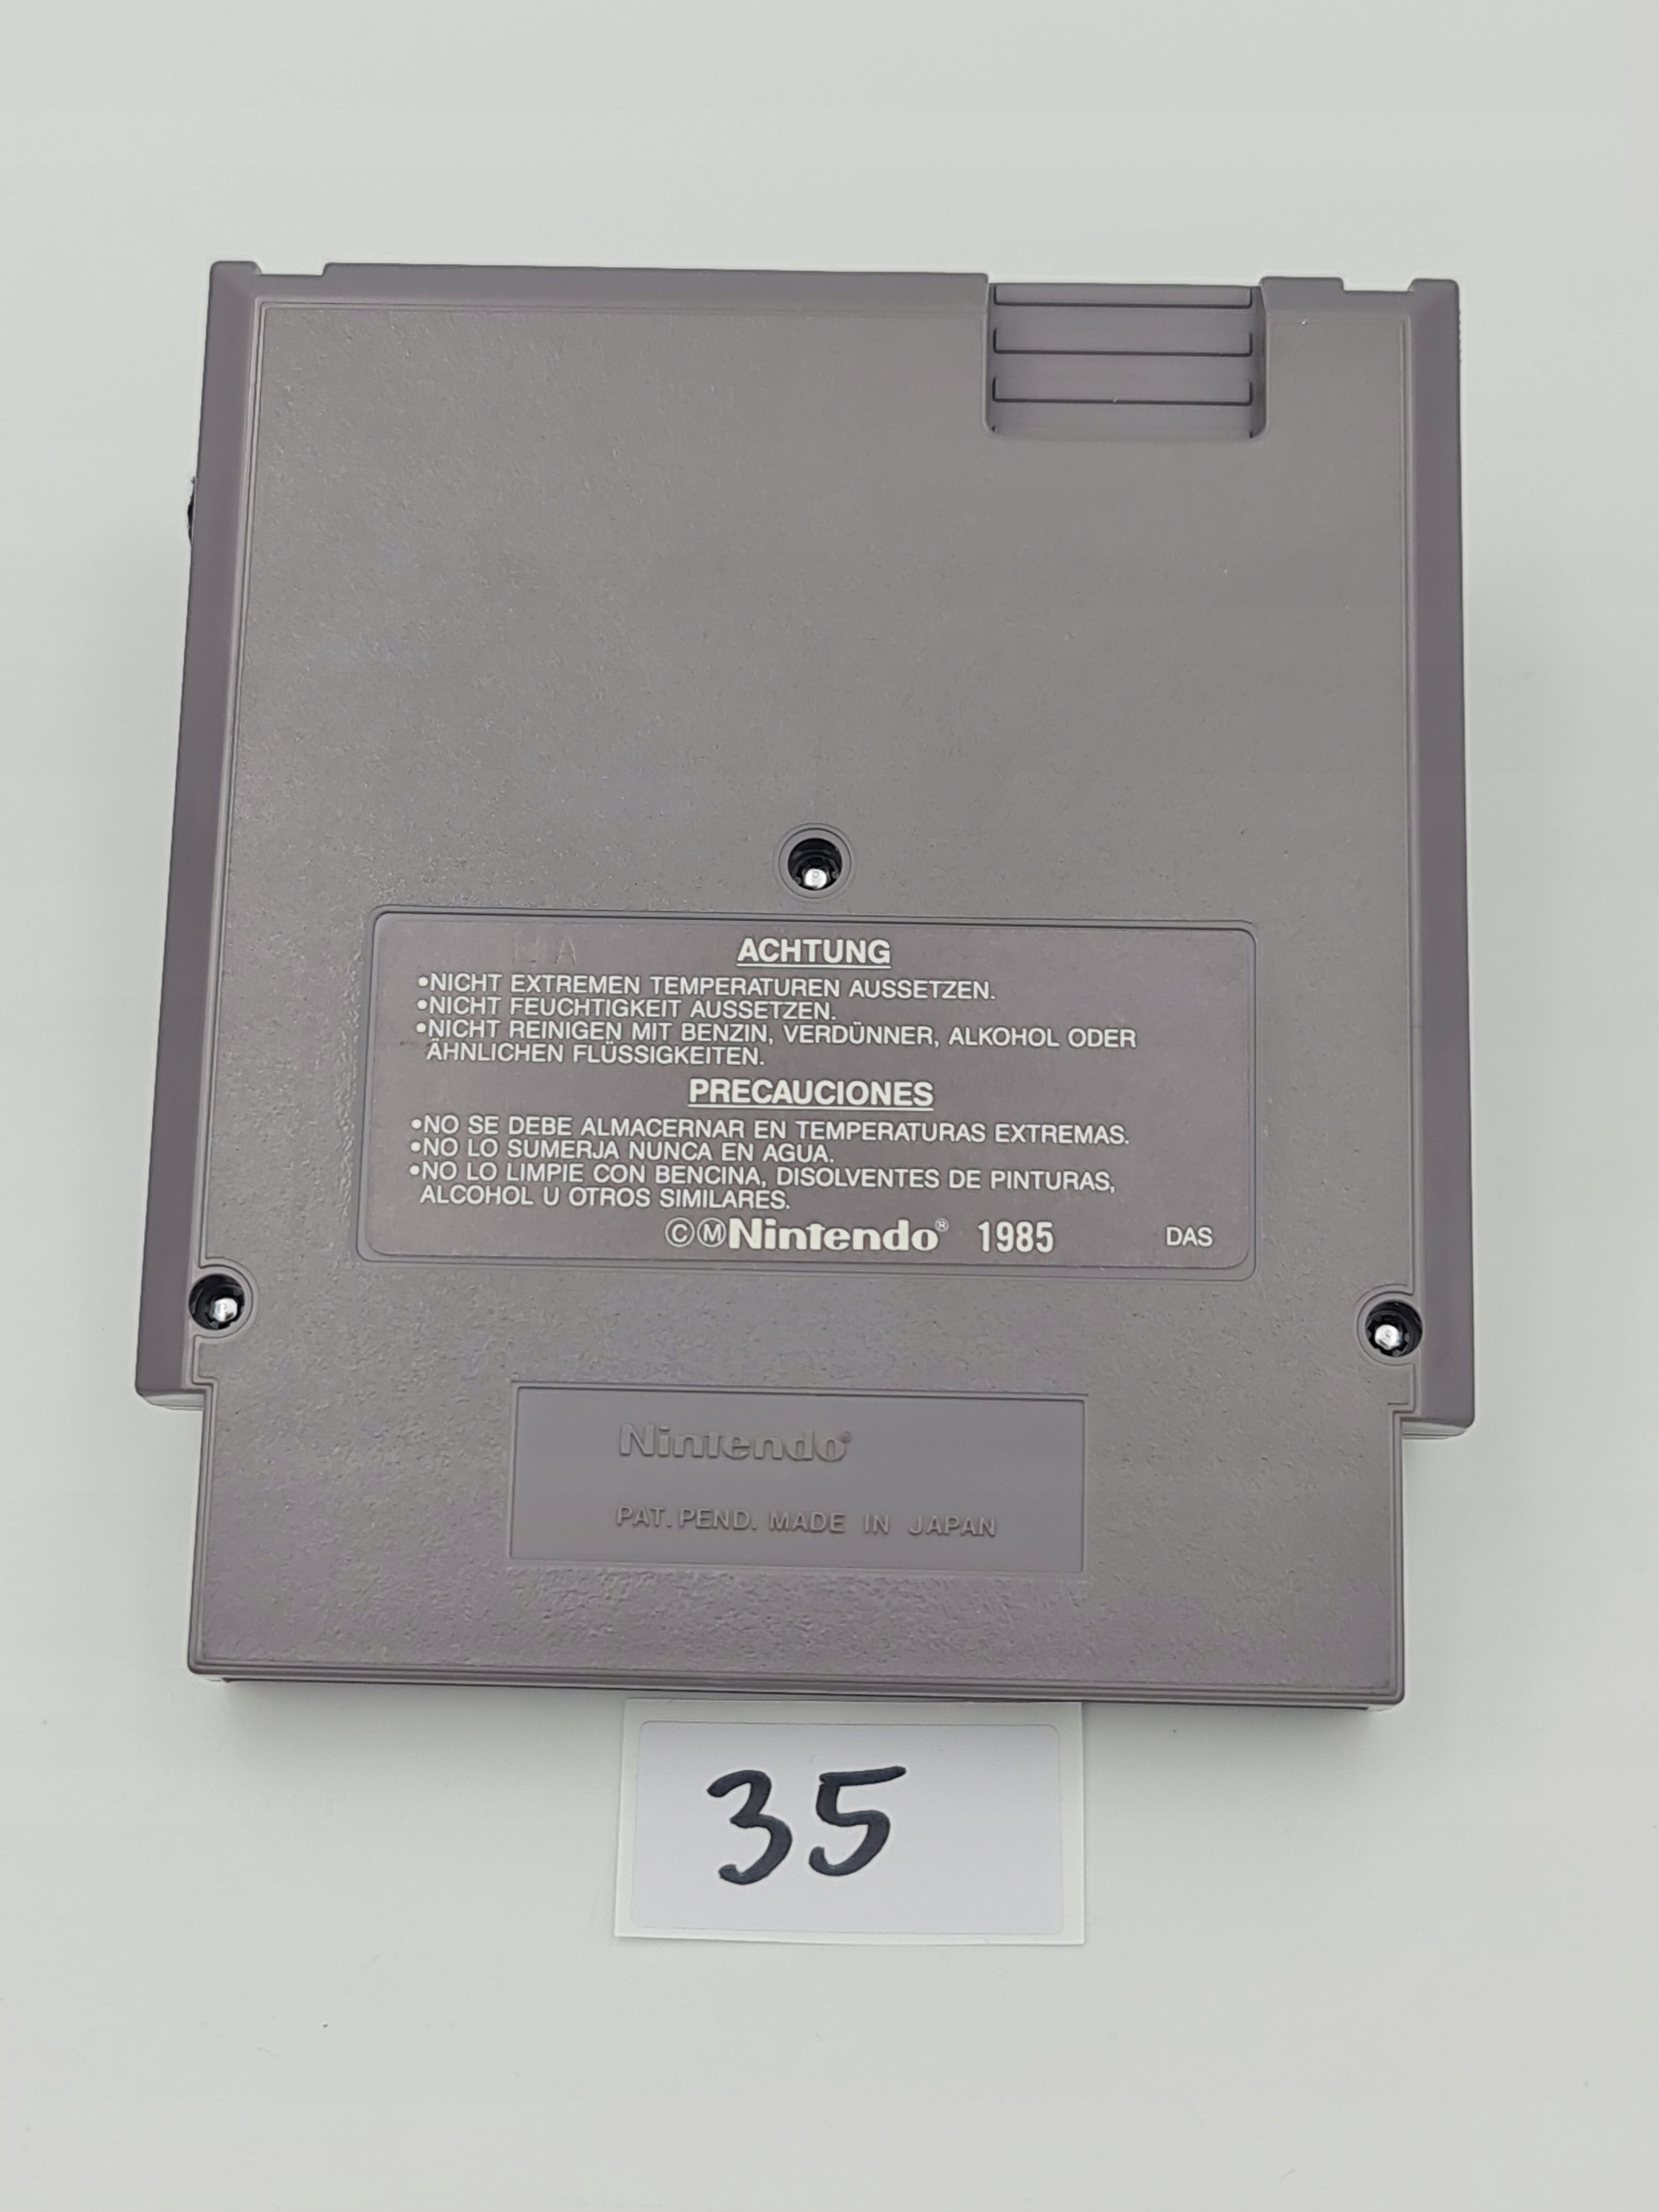 ACHTUNG
•NICHT EXTREMEN TEMPERATUREN AUSSETZEN.
•NICHT FEUCHTIGKEIT AUSSETZEN.
•NICHT REINIGEN MIT BENZIN, VERDÜNNER, ALKOHOL ODER
ÄHNLICHEN FLÜSSIGKEITEN.
PRECAUCIONES
•NO SE DEBE ALMACERNAR EN TEMPERATURAS EXTREMAS.
•NO LO SUMERJA NUNCA EN AGUA.
•NO LO LIMPIE CON BENCINA, DISOLVENTES DE PINTURAS,
ALCOHOL U OTROS SIMILARES.
©ⓂNintendo® 1985 DAS
Nintendo®
PAT. PEND. MADE IN JAPAN
35